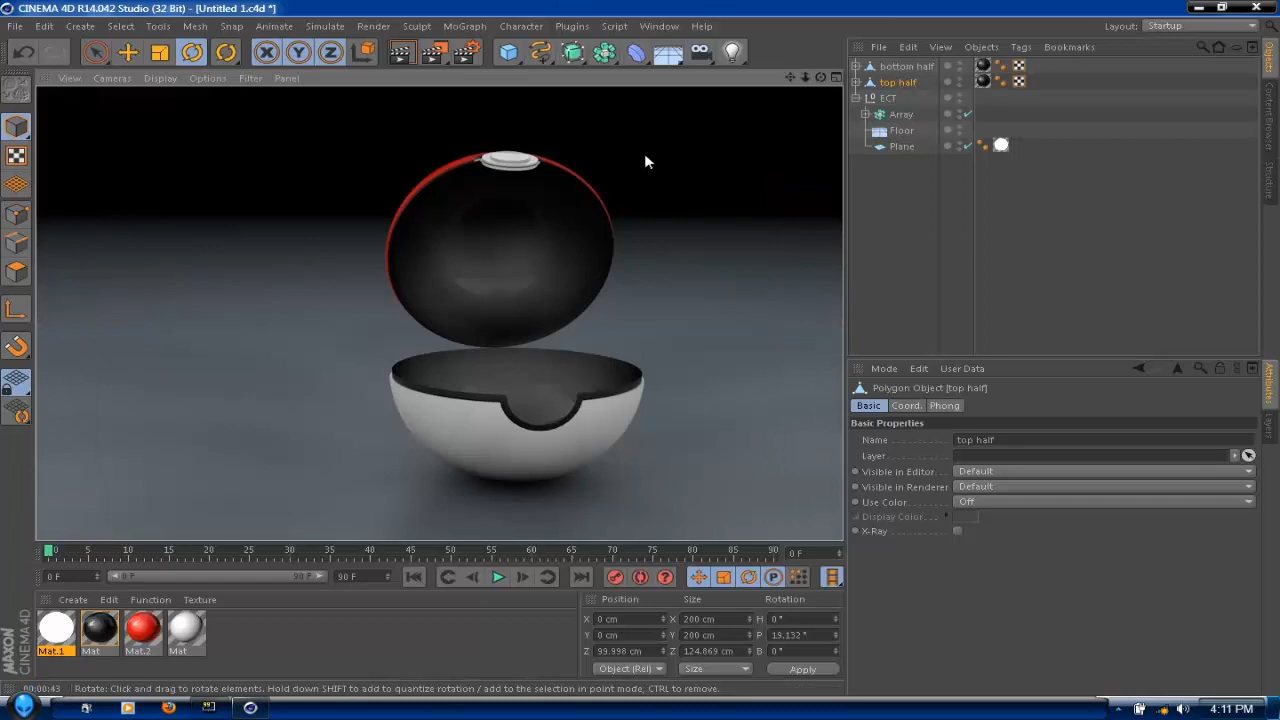 CINEMA 4D R14.042 Studio (32 Bit) - [Untitled 1.c4d *]
File Edit Create Select Tools Mesh Snap Animate Simulate Render Sculpt MoGraph Character Plugins Script Window Help
Layout: Startup
File Edit View Objects Tags Bookmarks
View Cameras Display Options Filter Panel
bottom half
top half
ECT
Array
Floor
Plane
Objects
Content Browser
Structure
Mode Edit User Data
Polygon Object [top half]
Basic Coord. Phong
Basic Properties
Name top half
Layer
Visible in Editor Default
Visible in Renderer Default
Use Color Off
Display Color
X-Ray
Attributes
Layers
0 5 10 15 20 25 30 35 40 45 50 55 60 65 70 75 80 85 90 0 F
0 F 0 F 90 F 90 F
Create Edit Function Texture
Mat.1 Mat Mat.2 Mat
Position Size Rotation
X 0 cm X 200 cm H 0 °
Y 0 cm Y 200 cm P 19.132 °
Z 99.998 cm Z 124.869 cm B 0 °
Object (Rel) Size Apply
MAXON CINEMA 4D
00:00:43 Rotate: Click and drag to rotate elements. Hold down SHIFT to add to quantize rotation / add to the selection in point mode, CTRL to remove.
4:11 PM